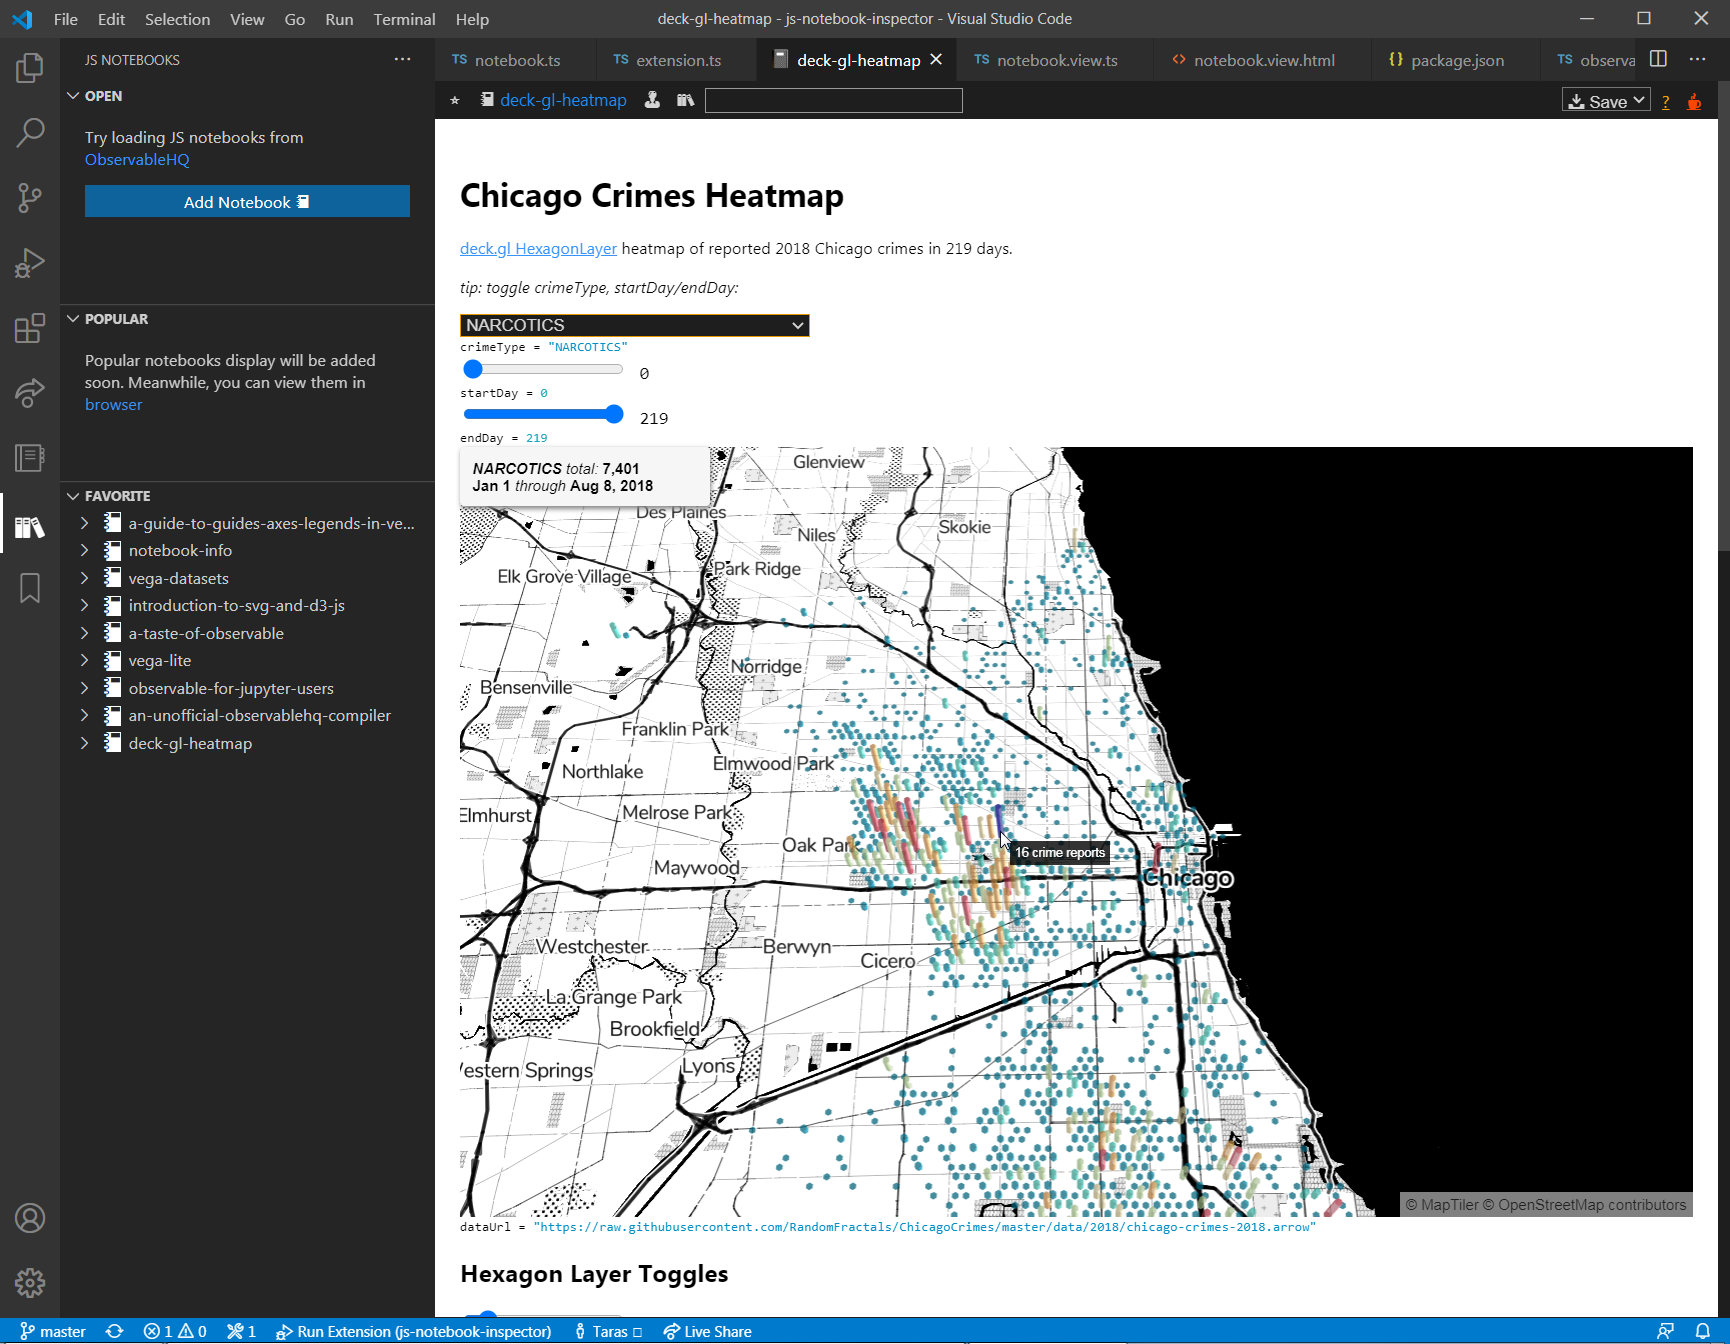 File Edit Selection View Go Run Terminal Help
deck-gl-heatmap - js-notebook-inspector - Visual Studio Code
JS NOTEBOOKS
TS notebook.ts
TS extension.ts
deck-gl-heatmap
TS notebook.view.ts
<> notebook.view.html
{} package.json
TS observa
OPEN
Try loading JS notebooks from
ObservableHQ
Add Notebook
POPULAR
Popular notebooks display will be added
soon. Meanwhile, you can view them in
browser
FAVORITE
a-guide-to-guides-axes-legends-in-ve...
notebook-info
vega-datasets
introduction-to-svg-and-d3-js
a-taste-of-observable
vega-lite
observable-for-jupyter-users
an-unofficial-observablehq-compiler
deck-gl-heatmap
deck-gl-heatmap
Save
?
Chicago Crimes Heatmap
deck.gl HexagonLayer heatmap of reported 2018 Chicago crimes in 219 days.
tip: toggle crimeType, startDay/endDay:
NARCOTICS
crimeType = "NARCOTICS"
0
startDay = 0
219
endDay = 219
NARCOTICS total: 7,401
Jan 1 through Aug 8, 2018
Glenview
Des Plaines
Skokie
Niles
Park Ridge
Elk Grove Village
Norridge
Bensenville
Franklin Park
Elmwood Park
Northlake
Elmhurst
Melrose Park
Oak Park
16 crime reports
Maywood
Chicago
Westchester
Berwyn
Cicero
La Grange Park
Brookfield
Lyons
estern Springs
© MapTiler © OpenStreetMap contributors
dataUrl = "https://raw.githubusercontent.com/RandomFractals/ChicagoCrimes/master/data/2018/chicago-crimes-2018.arrow"
Hexagon Layer Toggles
master
1
0
1
Run Extension (js-notebook-inspector)
Taras
Live Share